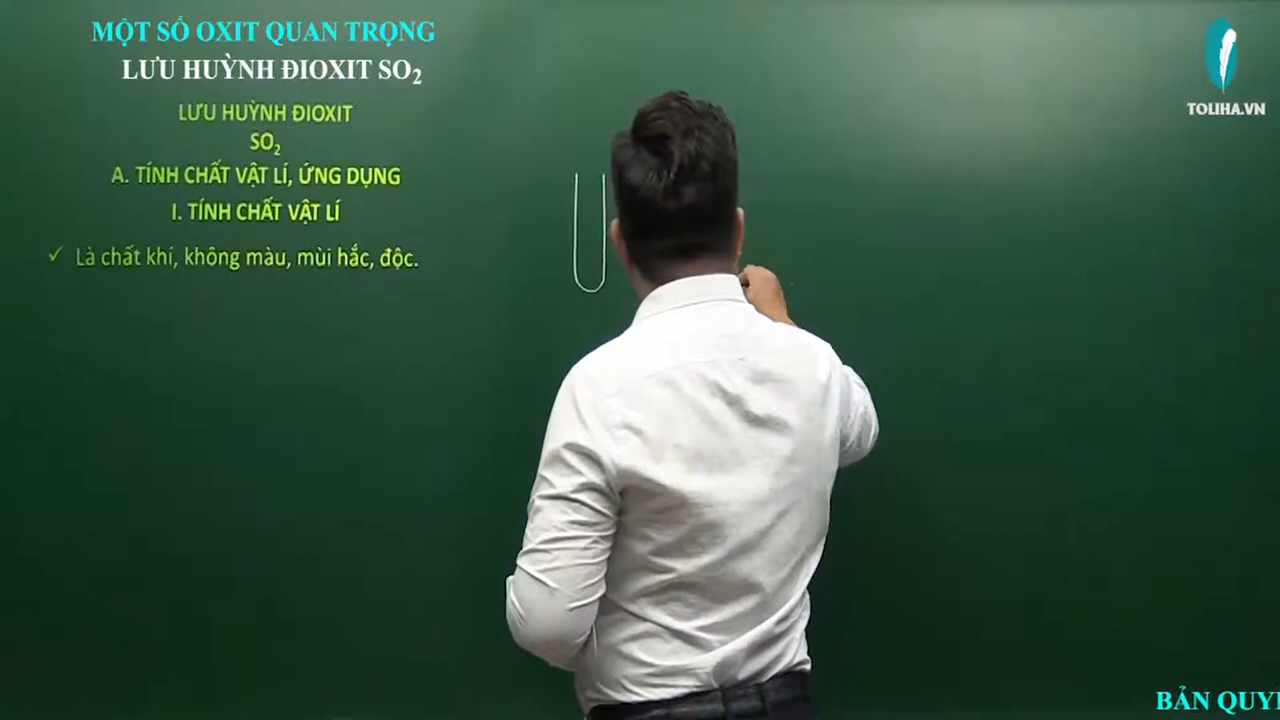 MỘT SỐ OXIT QUAN TRỌNG
LƯU HUỲNH ĐIOXIT SO₂
LƯU HUỲNH ĐIOXIT
SO₂
A. TÍNH CHẤT VẬT LÍ, ỨNG DỤNG
I. TÍNH CHẤT VẬT LÍ
✓ Là chất khí, không màu, mùi hắc, độc.
TOLIHA.VN
BẢN QUY